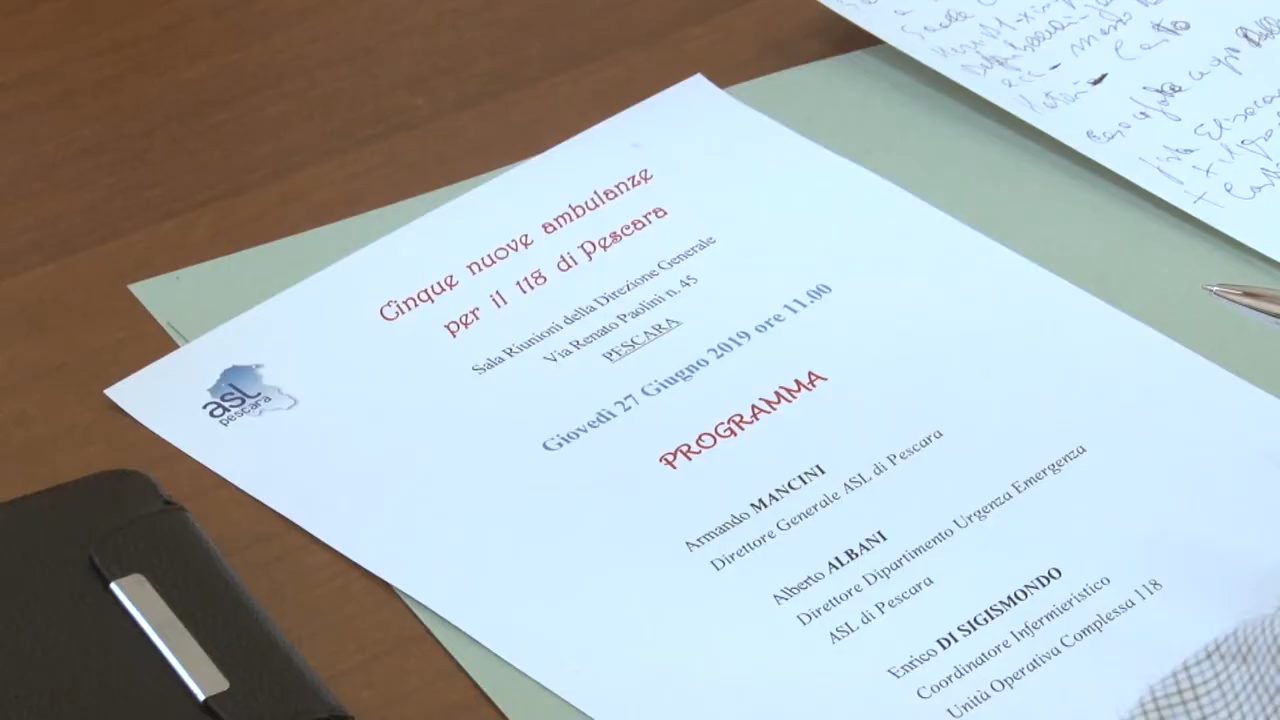 Cinque nuove ambulanze
per il 118 di Pescara
Sala Riunioni della Direzione Generale
Via Renato Paolini n. 45
PESCARA
Giovedì 27 Giugno 2019 ore 11.00
asl
pescara
PROGRAMMA
Armando MANCINI
Direttore Generale ASL di Pescara
Alberto ALBANI
Direttore Dipartimento Urgenza Emergenza
ASL di Pescara
Enrico DI SIGISMONDO
Coordinatore Infermieristico
Unità Operativa Complessa 118